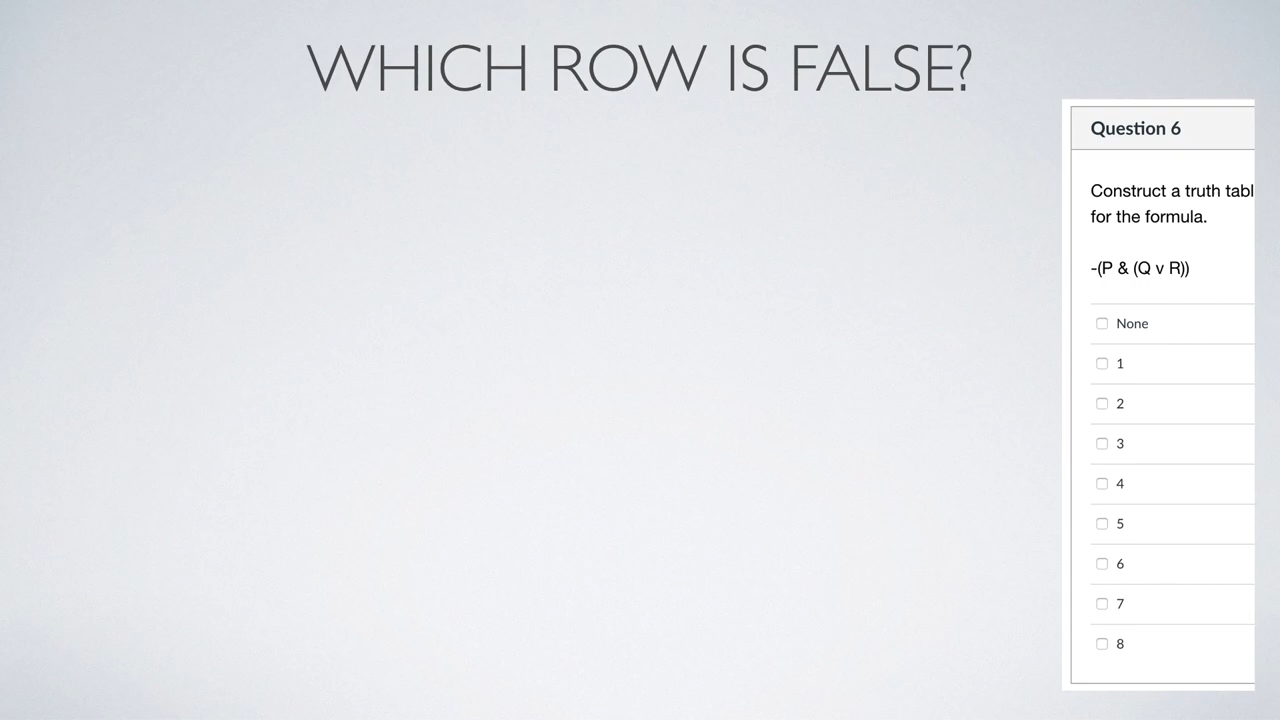 WHICH ROW IS FALSE?
Question 6
Construct a truth tabl
for the formula.
-(P & (Q v R))
None
1
2
3
4
5
6
7
8